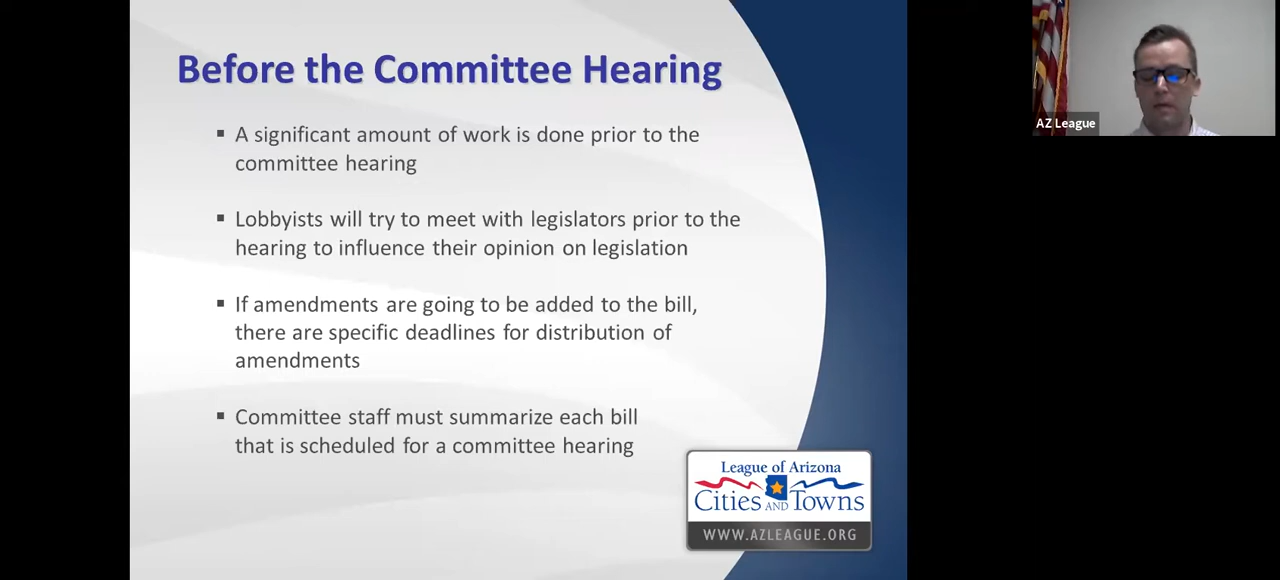 Before the Committee Hearing
▪ A significant amount of work is done prior to the
committee hearing
▪ Lobbyists will try to meet with legislators prior to the
hearing to influence their opinion on legislation
▪ If amendments are going to be added to the bill,
there are specific deadlines for distribution of
amendments
▪ Committee staff must summarize each bill
that is scheduled for a committee hearing
League of Arizona
Cities AND Towns
WWW.AZLEAGUE.ORG
AZ League